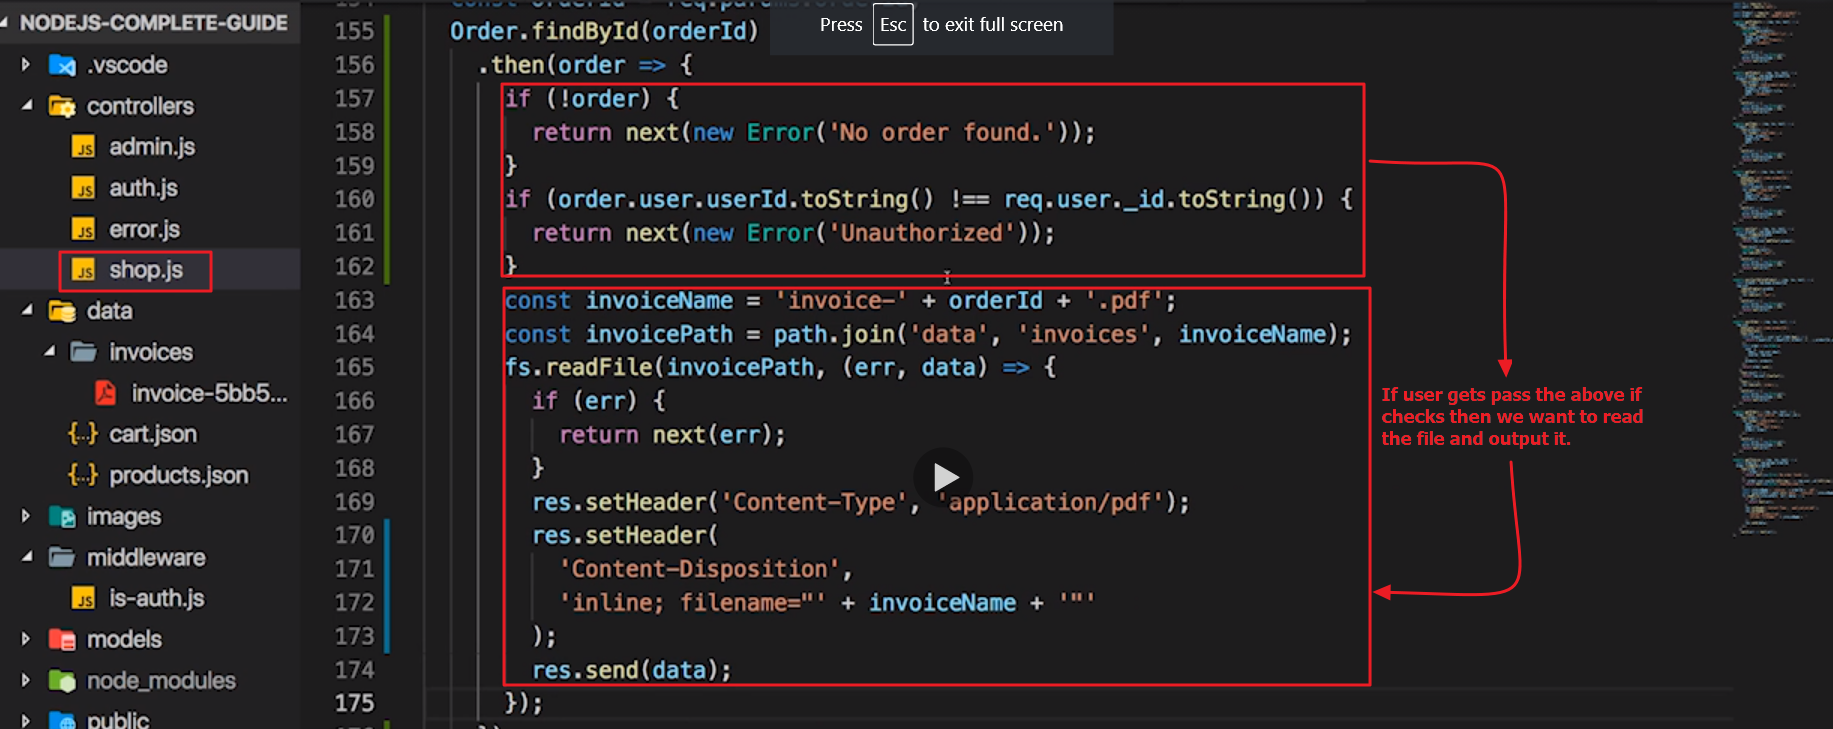 NODEJS-COMPLETE-GUIDE
.vscode
controllers
admin.js
auth.js
error.js
shop.js
data
invoices
invoice-5bb5...
cart.json
products.json
images
middleware
is-auth.js
models
node_modules
public
Press Esc to exit full screen
155 Order.findById(orderId)
156 .then(order => {
157 if (!order) {
158 return next(new Error('No order found.'));
159 }
160 if (order.user.userId.toString() !== req.user._id.toString()) {
161 return next(new Error('Unauthorized'));
162 }
163 const invoiceName = 'invoice-' + orderId + '.pdf';
164 const invoicePath = path.join('data', 'invoices', invoiceName);
165 fs.readFile(invoicePath, (err, data) => {
166 if (err) {
167 return next(err);
168 }
169 res.setHeader('Content-Type', 'application/pdf');
170 res.setHeader(
171 'Content-Disposition',
172 'inline; filename="' + invoiceName + '"'
173 );
174 res.send(data);
175 });
If user gets pass the above if
checks then we want to read
the file and output it.